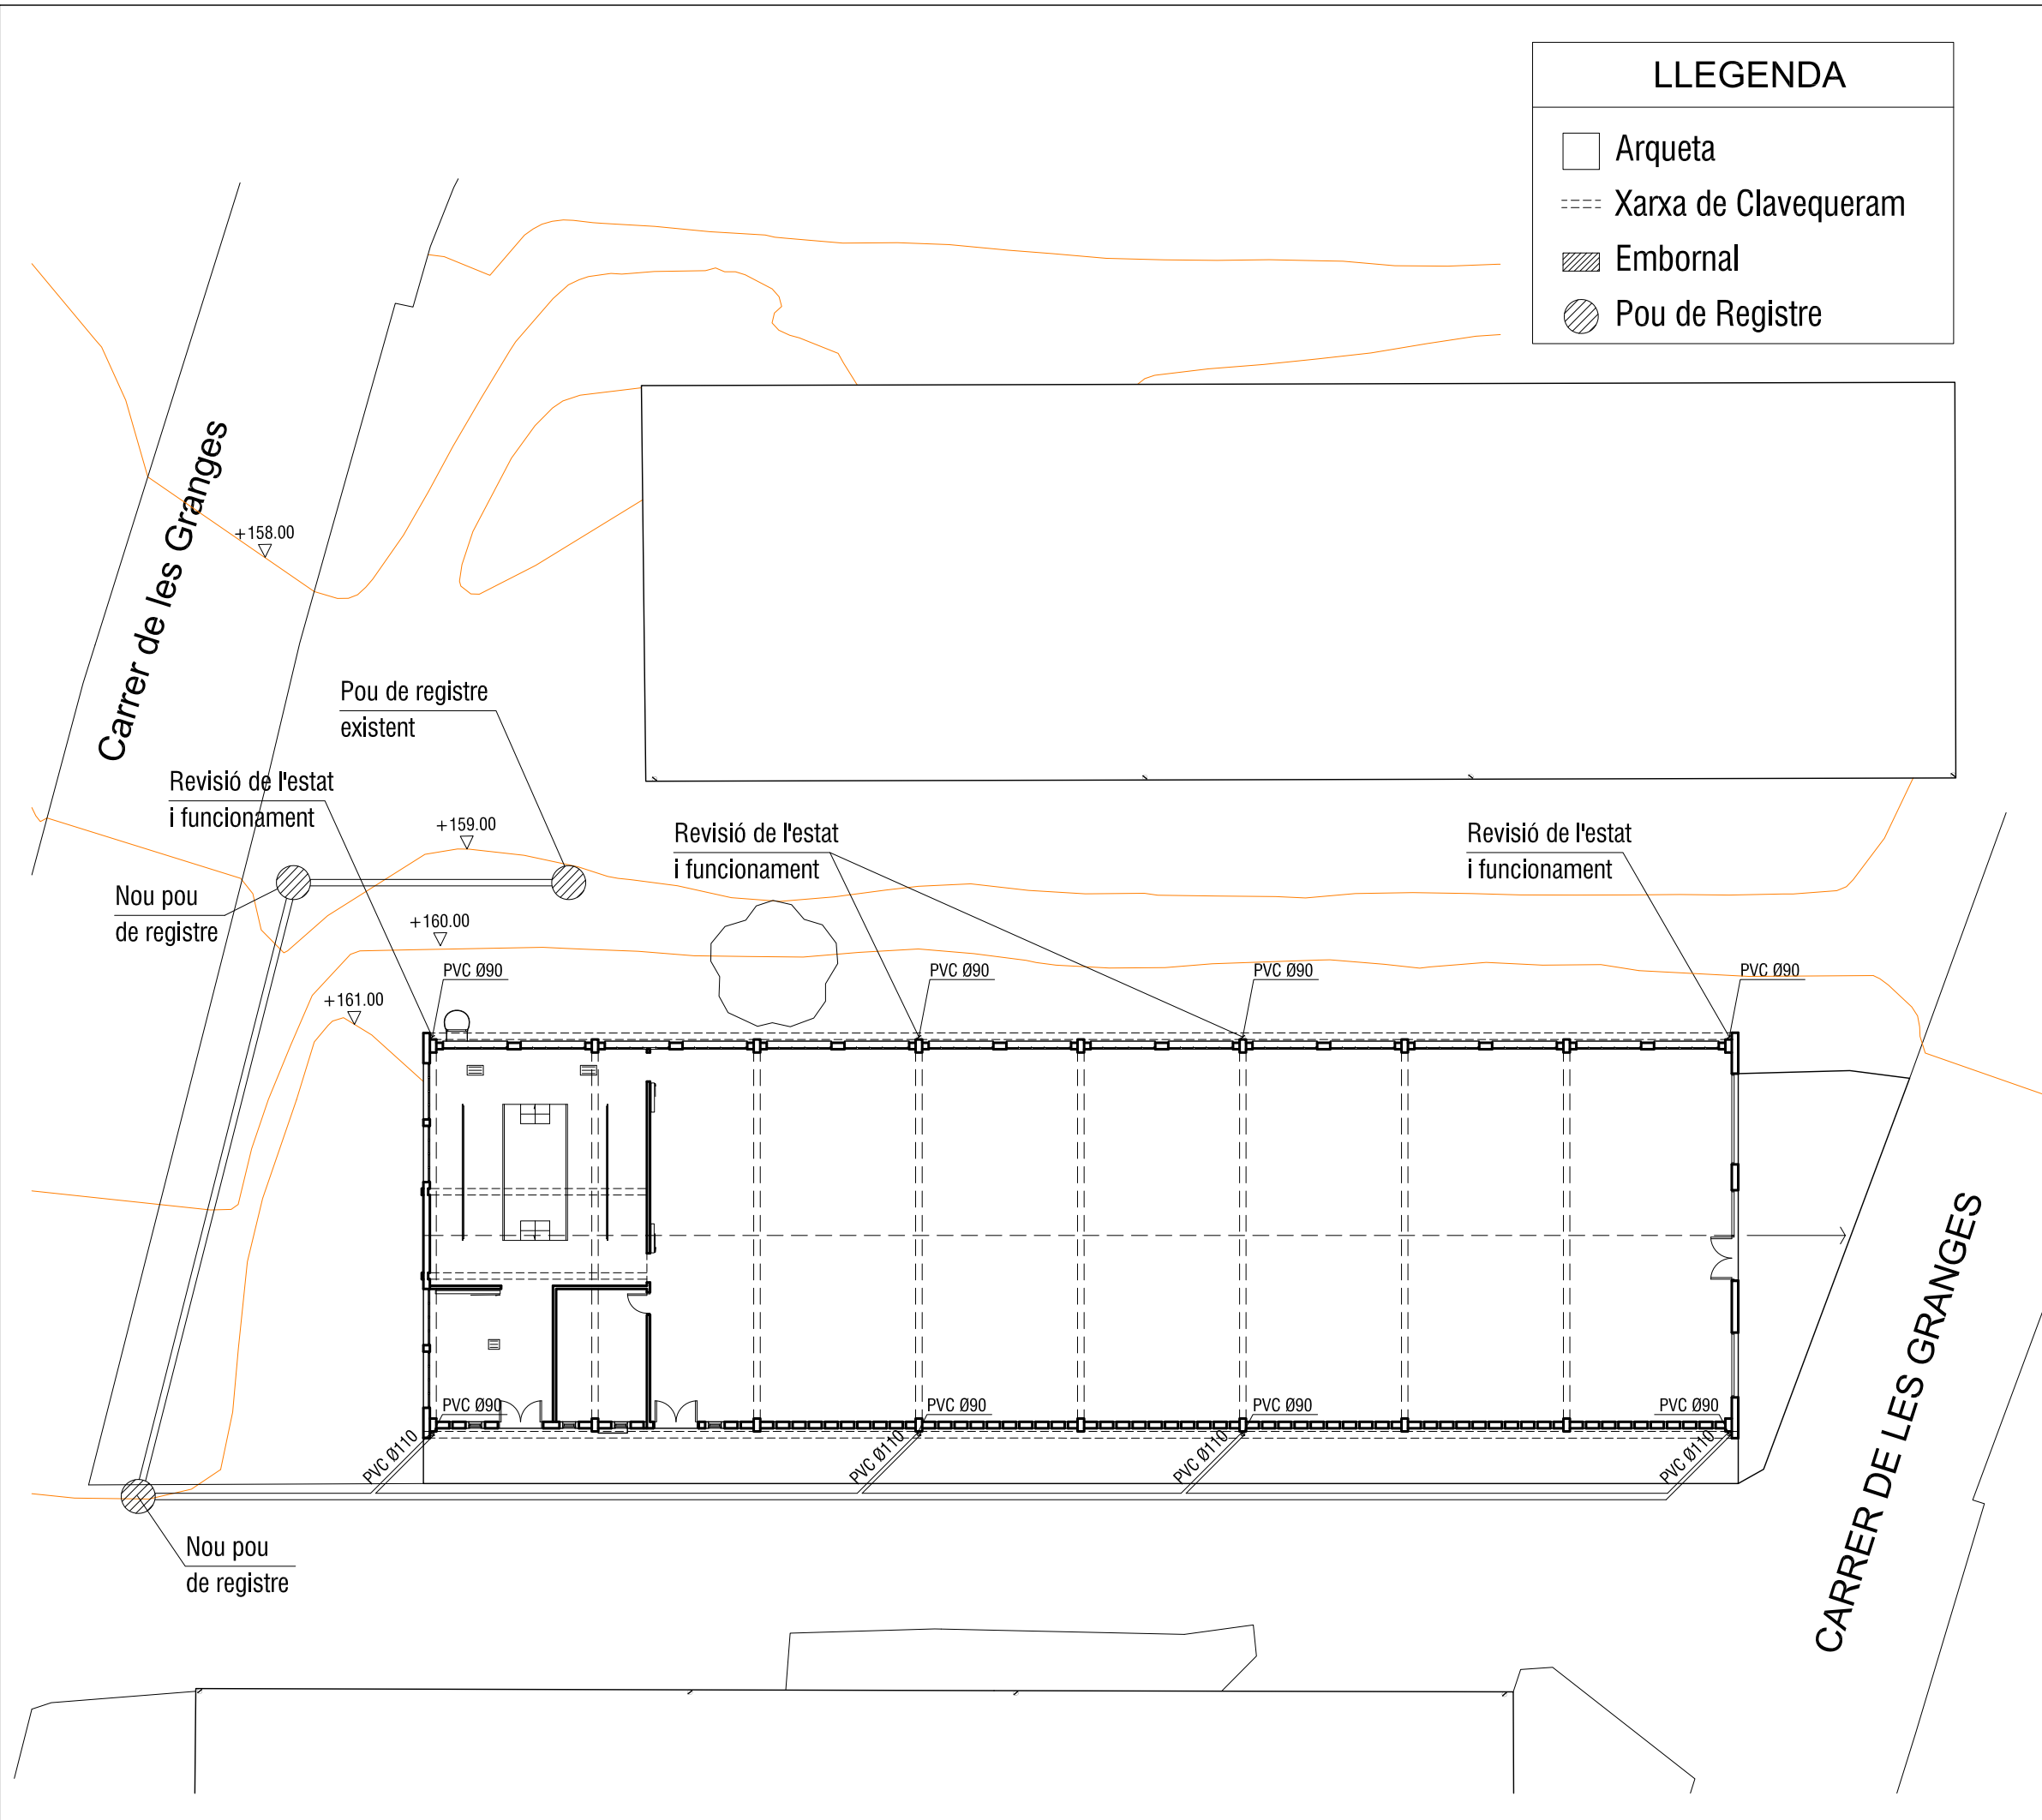 LLEGENDA
Arqueta
Xarxa de Clavequeram
Embornal
Pou de Registre
Carrer de les Granges
+158.00
Pou de registre
existent
Revisió de l'estat
i funcionament
+159.00
Revisió de l'estat
i funcionament
Revisió de l'estat
i funcionament
Nou pou
de registre
+160.00
+161.00
PVC Ø90
PVC Ø90
PVC Ø90
PVC Ø90
CARRER DE LES GRANGES
PVC Ø90
PVC Ø90
PVC Ø90
PVC Ø90
PVC Ø110
PVC Ø110
PVC Ø110
PVC Ø110
Nou pou
de registre